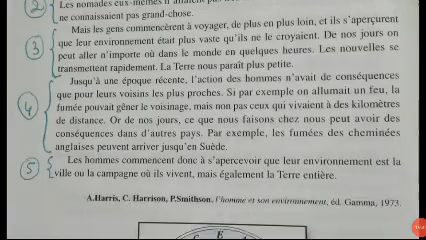 2 Les nomades eux-mêmes n'allaient
ne connaissaient pas grand-chose.
Mais les gens commencèrent à voyager, de plus en plus loin, et ils s'aperçurent
3 que leur environnement était plus vaste qu'ils ne le croyaient. De nos jours on
peut aller n'importe où dans le monde en quelques heures. Les nouvelles se
transmettent rapidement. La Terre nous paraît plus petite.
Jusqu'à une époque récente, l'action des hommes n'avait de conséquences
que pour leurs voisins les plus proches. Si par exemple on allumait un feu, la
4 fumée pouvait gêner le voisinage, mais non pas ceux qui vivaient à des kilomètres
de distance. Or de nos jours, ce que nous faisons chez nous peut avoir des
conséquences dans d'autres pays. Par exemple, les fumées des cheminées
anglaises peuvent arriver jusqu'en Suède.
5 Les hommes commencent donc à s'apercevoir que leur environnement est la
ville ou la campagne où ils vivent, mais également la Terre entière.
A.Harris, C. Harrison, P.Smithson, l'homme et son environnement, éd. Gamma, 1973.
E